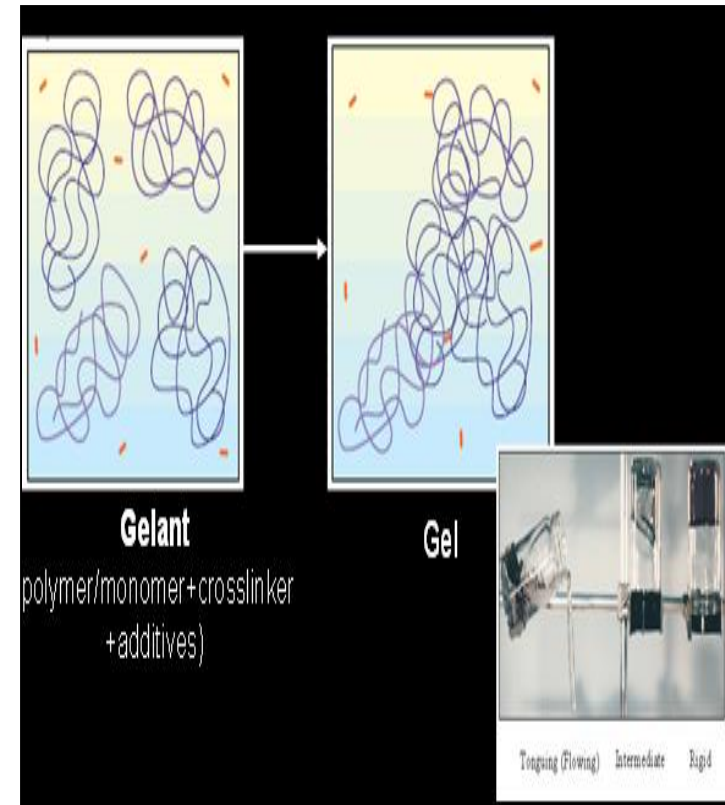 Gelant
polymer/monomer+crosslinker
+additives)
Gel
Tonguing (Flowing) Intermediate Rigid